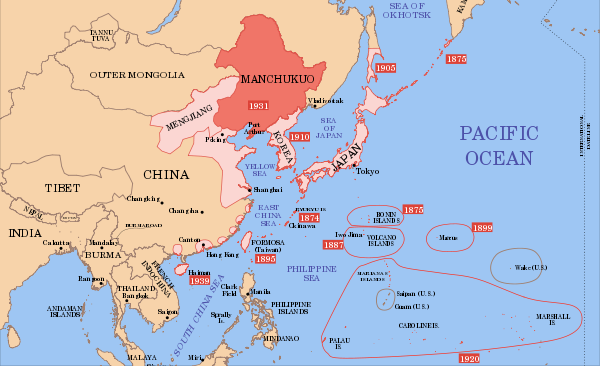 SEA OF
OKHOTSK
TANNU
TUVA
OUTER MONGOLIA
MANCHUKUO
1931
1905
1875
Vladivostok
MENGJIANG
Port
Arthur
Peking
1910
KOREA
SEA
OF
JAPAN
JAPAN
Tokyo
PACIFIC
OCEAN
INTERNATIONAL
DATELINE
YELLOW
SEA
CHINA
TIBET
Chungking
Changsha
Shanghai
EAST
CHINA
SEA
RYUKYU IS.
1874
Okinawa
BONIN
ISLANDS
1875
Iwo Jima
1887
VOLCANO
ISLANDS
Marcus
1899
NEPAL
INDIA
Calcutta
BURMA ROAD
Mandalay
BURMA
Rangoon
Canton
Hong Kong
FORMOSA
(Taiwan)
1895
Hainan
1939
FRENCH
INDOCHINA
THAILAND
Bangkok
Saigon
ANDAMAN
ISLANDS
SOUTH CHINA SEA
Spratly
Is.
Clark
Field
Manila
PHILIPPINE
ISLANDS
MINDANAO
PHILIPPINE
SEA
MARIANAS
ISLANDS
Saipan (U.S.)
Guam (U.S.)
Wake (U.S.)
CAROLINE IS.
MARSHALL
IS.
PALAU
IS.
1920
MALAYA
Miri